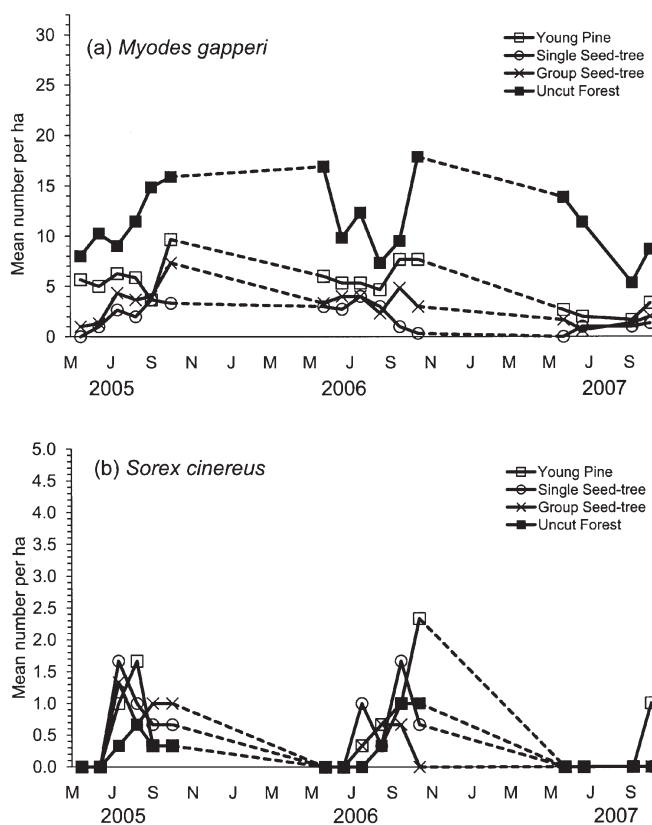 (a) Myodes gapperi
Young Pine
Single Seed-tree
Group Seed-tree
Uncut Forest
Mean number per ha
30
25
20
15
10
5
0
M J S N J M M J S N J M M J S
2005 2006 2007
(b) Sorex cinereus
Young Pine
Single Seed-tree
Group Seed-tree
Uncut Forest
Mean number per ha
5.0
4.5
4.0
3.5
3.0
2.5
2.0
1.5
1.0
0.5
0.0
M J S N J M M J S N J M M J S
2005 2006 2007